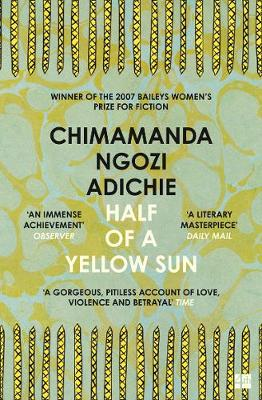 WINNER OF THE 2007 BAILEYS WOMEN'S
PRIZE FOR FICTION
CHIMAMANDA
NGOZI
ADICHIE
HALF
OF A
YELLOW SUN
'AN IMMENSE
ACHIEVEMENT'
OBSERVER
'A LITERARY
MASTERPIECE'
DAILY MAIL
'A GORGEOUS, PITILESS ACCOUNT OF LOVE,
VIOLENCE AND BETRAYAL' TIME